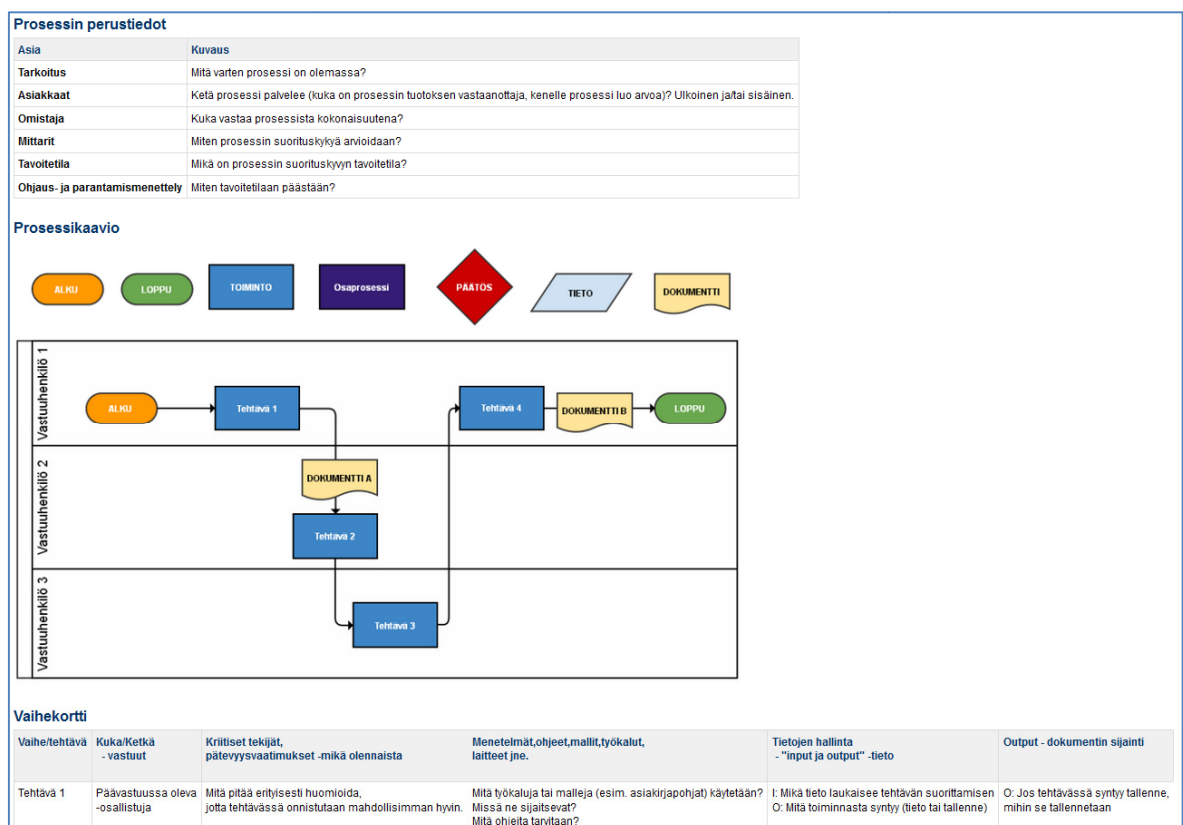 Prosessin perustiedot
Asia Kuvaus
Tarkoitus Mitä varten prosessi on olemassa?
Asiakkaat Ketä prosessi palvelee (kuka on prosessin tuotoksen vastaanottaja, kenelle prosessi luo arvoa)? Ulkoinen ja/tai sisäinen.
Omistaja Kuka vastaa prosessista kokonaisuutena?
Mittarit Miten prosessin suorituskykyä arvioidaan?
Tavoitetila Mikä on prosessin suorituskyvyn tavoitetila?
Ohjaus- ja parantamismenettely Miten tavoitetilaan päästään?
Prosessikaavio
ALKU LOPPU TOIMINTO Osaprosessi PÄÄTÖS TIETO DOKUMENTTI
Vastuuhenkilö 1
ALKU Tehtävä 1 Tehtävä 4 DOKUMENTTI B LOPPU
Vastuuhenkilö 2
DOKUMENTTI A
Tehtävä 2
Vastuuhenkilö 3
Tehtävä 3
Vaihekortti
Vaihe/tehtävä Kuka/Ketkä Kriitiset tekijät, Menetelmät,ohjeet,mallit,työkalut, Tietojen hallinta Output - dokumentin sijainti
- vastuut pätevyysvaatimukset -mikä olennaista laitteet jne. - "input ja output" -tieto
Tehtävä 1 Päävastuussa oleva Mitä pitää erityisesti huomioida, Mitä työkaluja tai malleja (esim. asiakirjapohjat) käytetään? I: Mikä tieto laukaisee tehtävän suorittamisen O: Jos tehtävässä syntyy tallenne,
-osallistuja jotta tehtävässä onnistutaan mahdollisimman hyvin. Missä ne sijaitsevat? O: Mitä toiminnasta syntyy (tieto tai tallenne) mihin se tallennetaan
Mitä ohjeita tarvitaan?